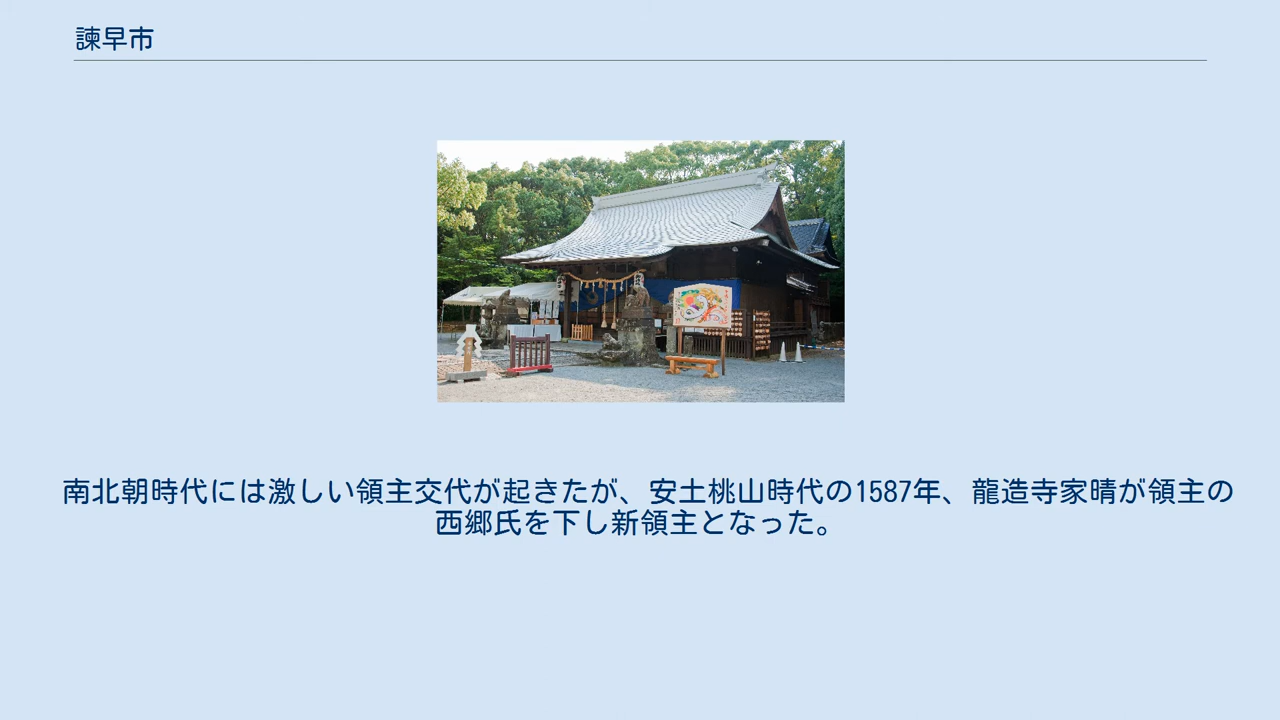 諫早市
南北朝時代には激しい領主交代が起きたが、安土桃山時代の1587年、龍造寺家晴が領主の
西郷氏を下し新領主となった。